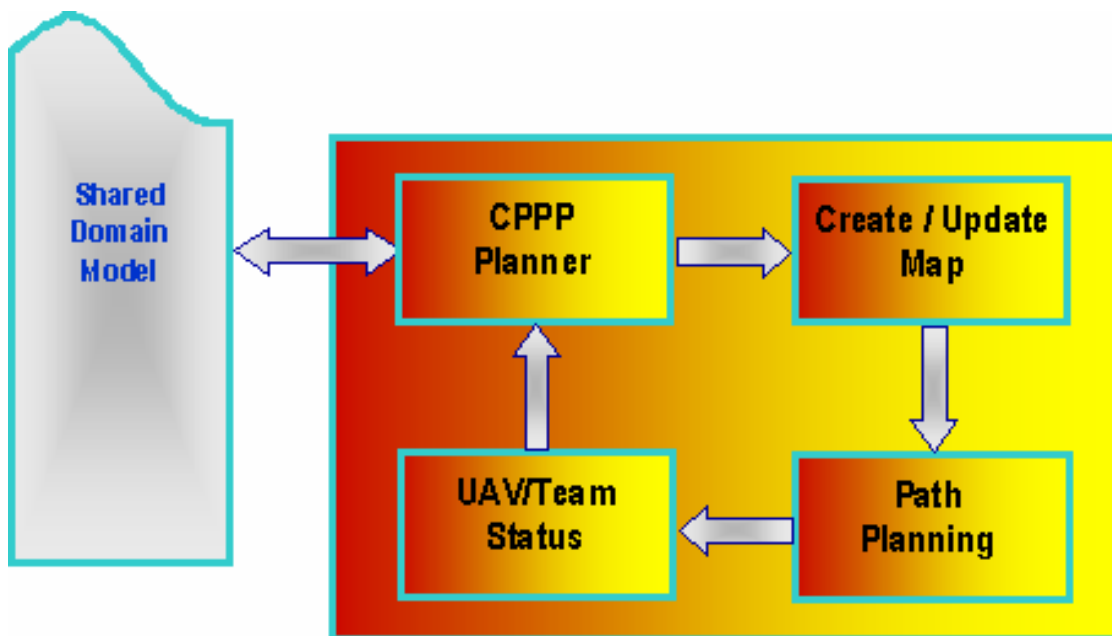 Shared
Domain
Model
CPPP
Planner
Create / Update
Map
UAV/Team
Status
Path
Planning